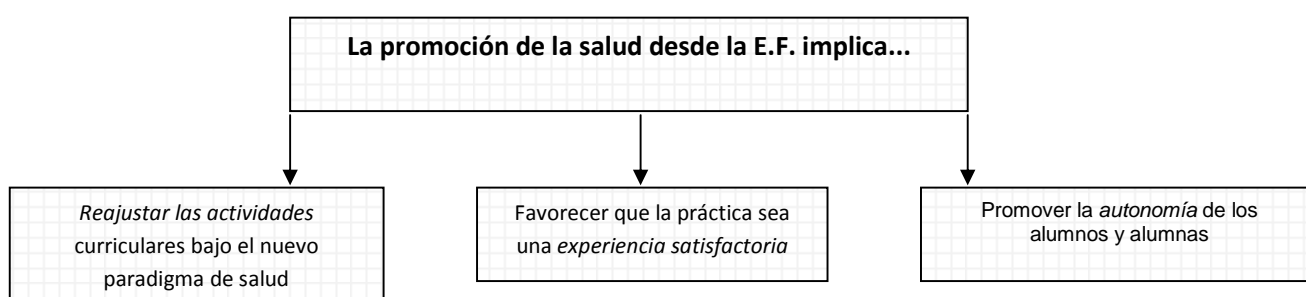 La promoción de la salud desde la E.F. implica...
Reajustar las actividades
curriculares bajo el nuevo
paradigma de salud
Favorecer que la práctica sea
una experiencia satisfactoria
Promover la autonomía de los
alumnos y alumnas